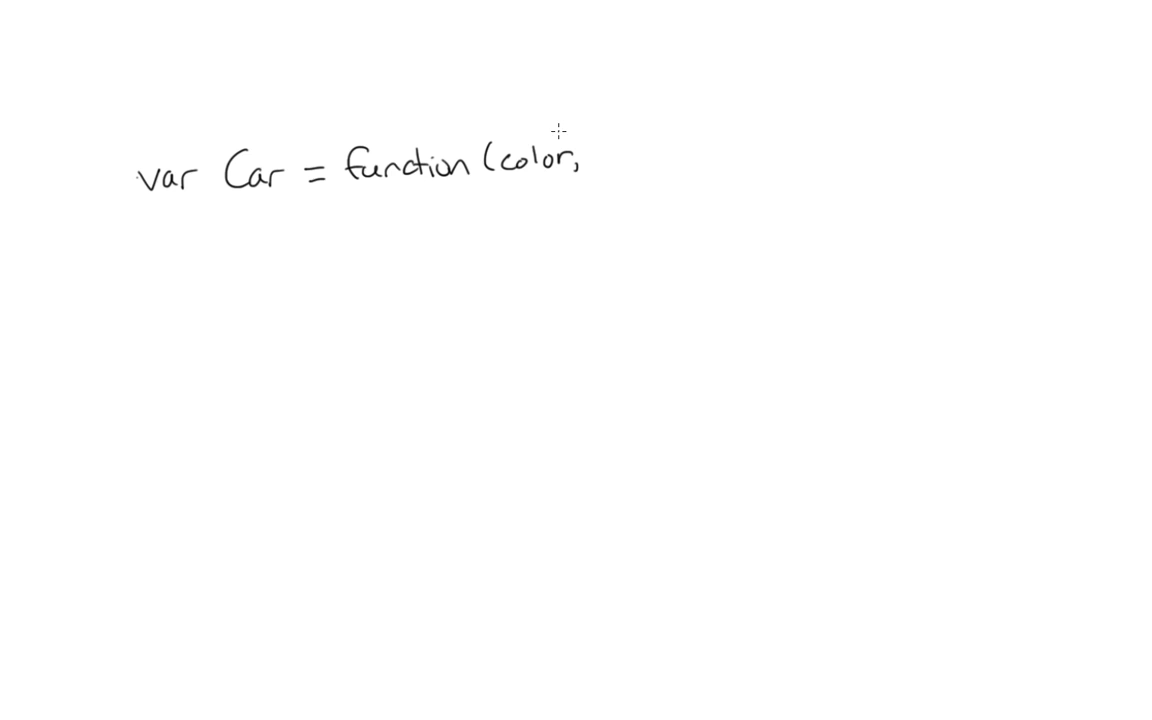 var Car = function (color,